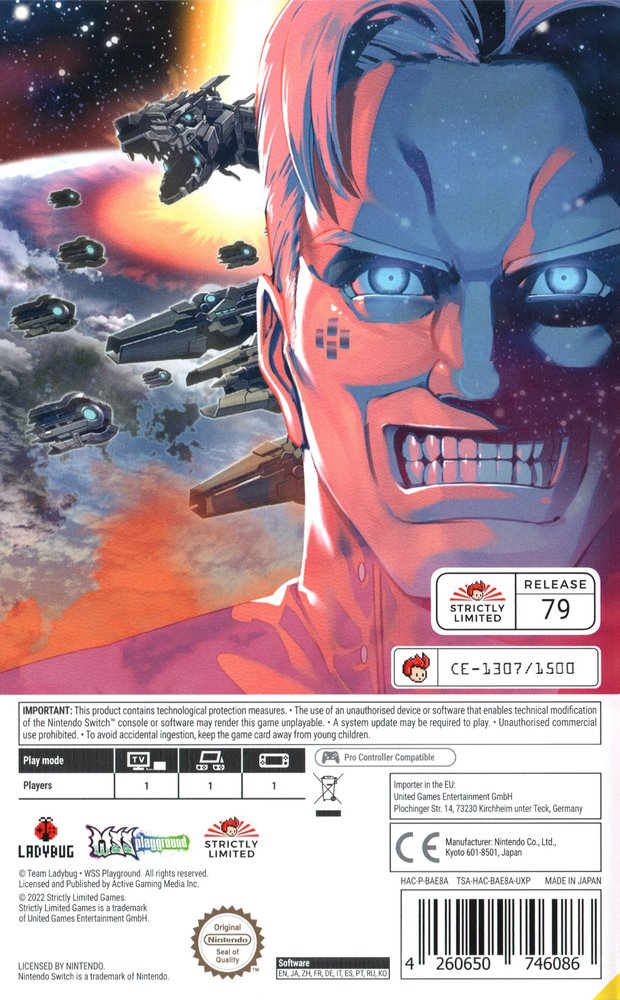 STRICTLY
LIMITED
RELEASE
79
CE-1307/1500
IMPORTANT: This product contains technological protection measures. • The use of an unauthorised device or software that enables technical modification
of the Nintendo Switch™ console or software may render this game unplayable. • A system update may be required to play. • Unauthorised commercial
use prohibited. • To avoid accidental ingestion, keep the game card away from young children.
Play mode
TV
Players
1
1
1
Pro Controller Compatible
Importer in the EU:
United Games Entertainment GmbH
Plochinger Str. 14, 73230 Kirchheim unter Teck, Germany
LADYBUG
WSS playground
STRICTLY
LIMITED
CE
Manufacturer: Nintendo Co., Ltd.,
Kyoto 601-8501, Japan
© Team Ladybug • WSS Playground. All rights reserved.
Licensed and Published by Active Gaming Media Inc.
HAC-P-BAE8A TSA-HAC-BAE8A-UXP MADE IN JAPAN
© 2022 Strictly Limited Games.
Strictly Limited Games is a trademark
of United Games Entertainment GmbH.
Original
Nintendo
Seal of
Quality
TM
LICENSED BY NINTENDO.
Nintendo Switch is a trademark of Nintendo.
Software
EN, JA, ZH, FR, DE, IT, ES, PT, RU, KO
4 260650 746086